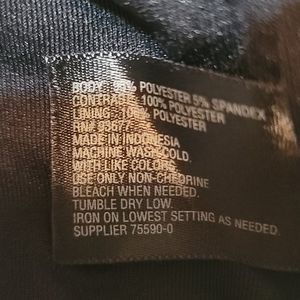 BODY: 95% POLYESTER 5% SPANDEX
CONTRAST: 100% POLYESTER
LINING: 100% POLYESTER
RN# 95677
MADE IN INDONESIA
MACHINE WASH COLD
WITH LIKE COLORS.
USE ONLY NON-CHLORINE
BLEACH WHEN NEEDED.
TUMBLE DRY LOW.
IRON ON LOWEST SETTING AS NEEDED.
SUPPLIER 75590-0